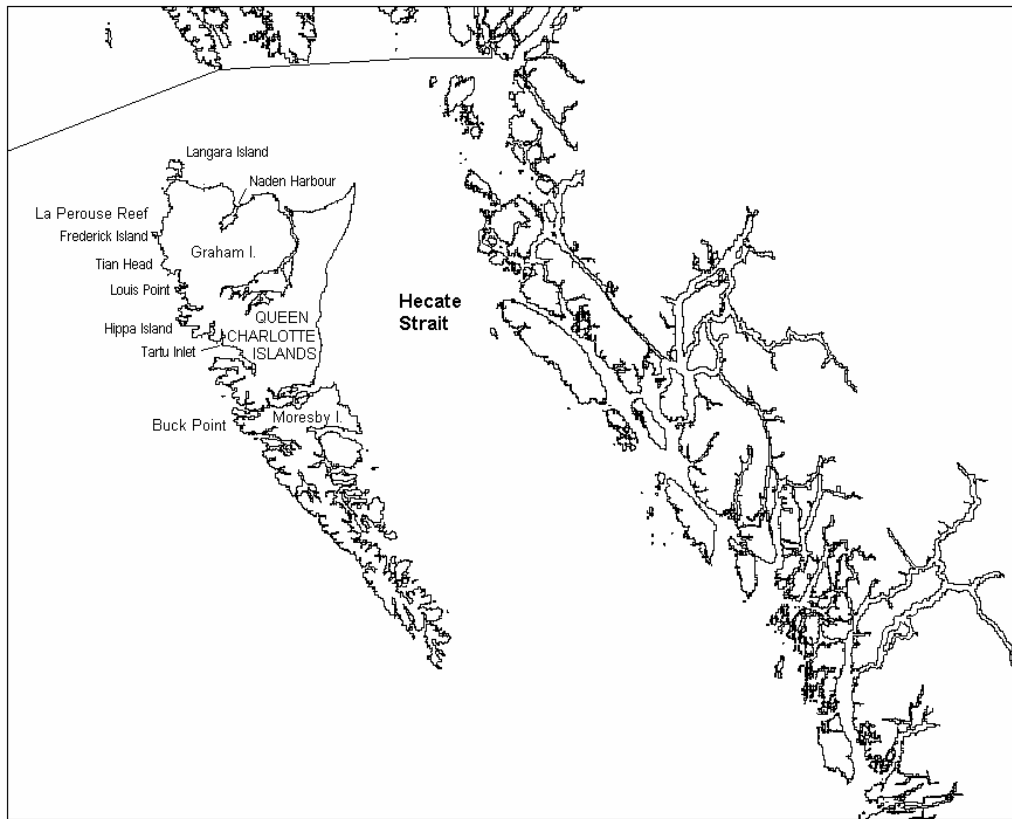 Langara Island
Naden Harbour
La Perouse Reef
Frederick Island
Graham I.
Tian Head
Louis Point
Hecate
Strait
QUEEN
CHARLOTTE
ISLANDS
Hippa Island
Tartu Inlet
Moresby I.
Buck Point